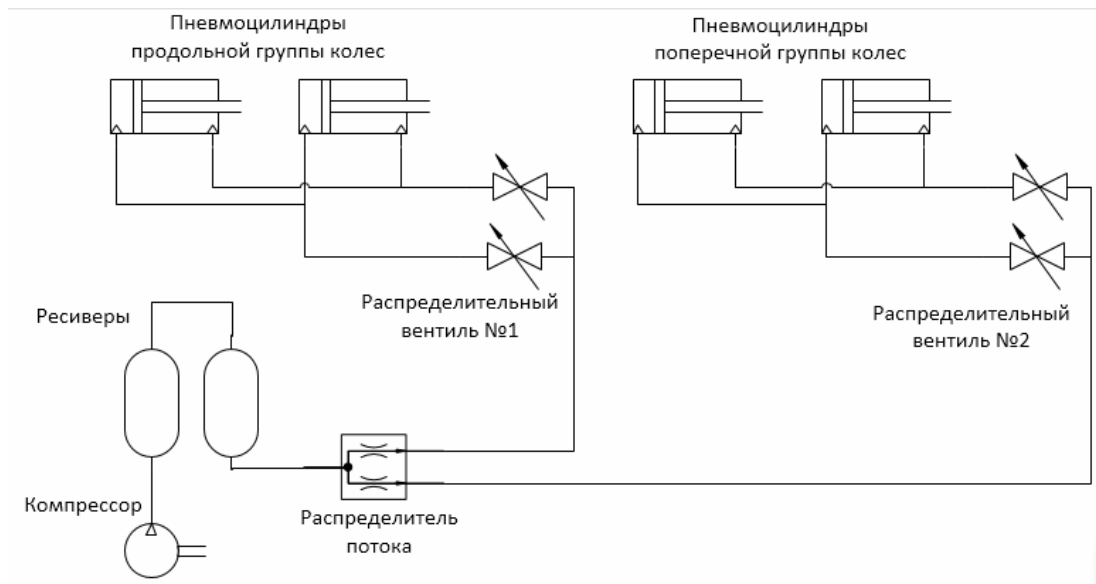 Пневмоцилиндры
продольной группы колес
Пневмоцилиндры
поперечной группы колес
Распределительный
вентиль №1
Распределительный
вентиль №2
Ресиверы
Компрессор
Распределитель
потока